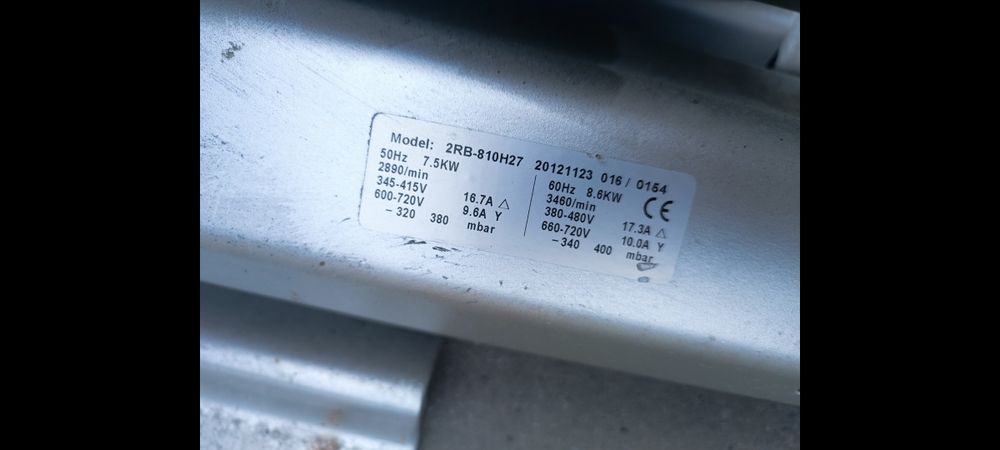 Model: 2RB-810H27 20121123 016 / 0154
50Hz 7.5KW
2890/min
345-415V 16.7A △
600-720V 9.6A Y
－320 380 mbar
60Hz 8.6KW CE
3460/min
380-480V 17.3A △
660-720V 10.0A Y
－340 400 mbar